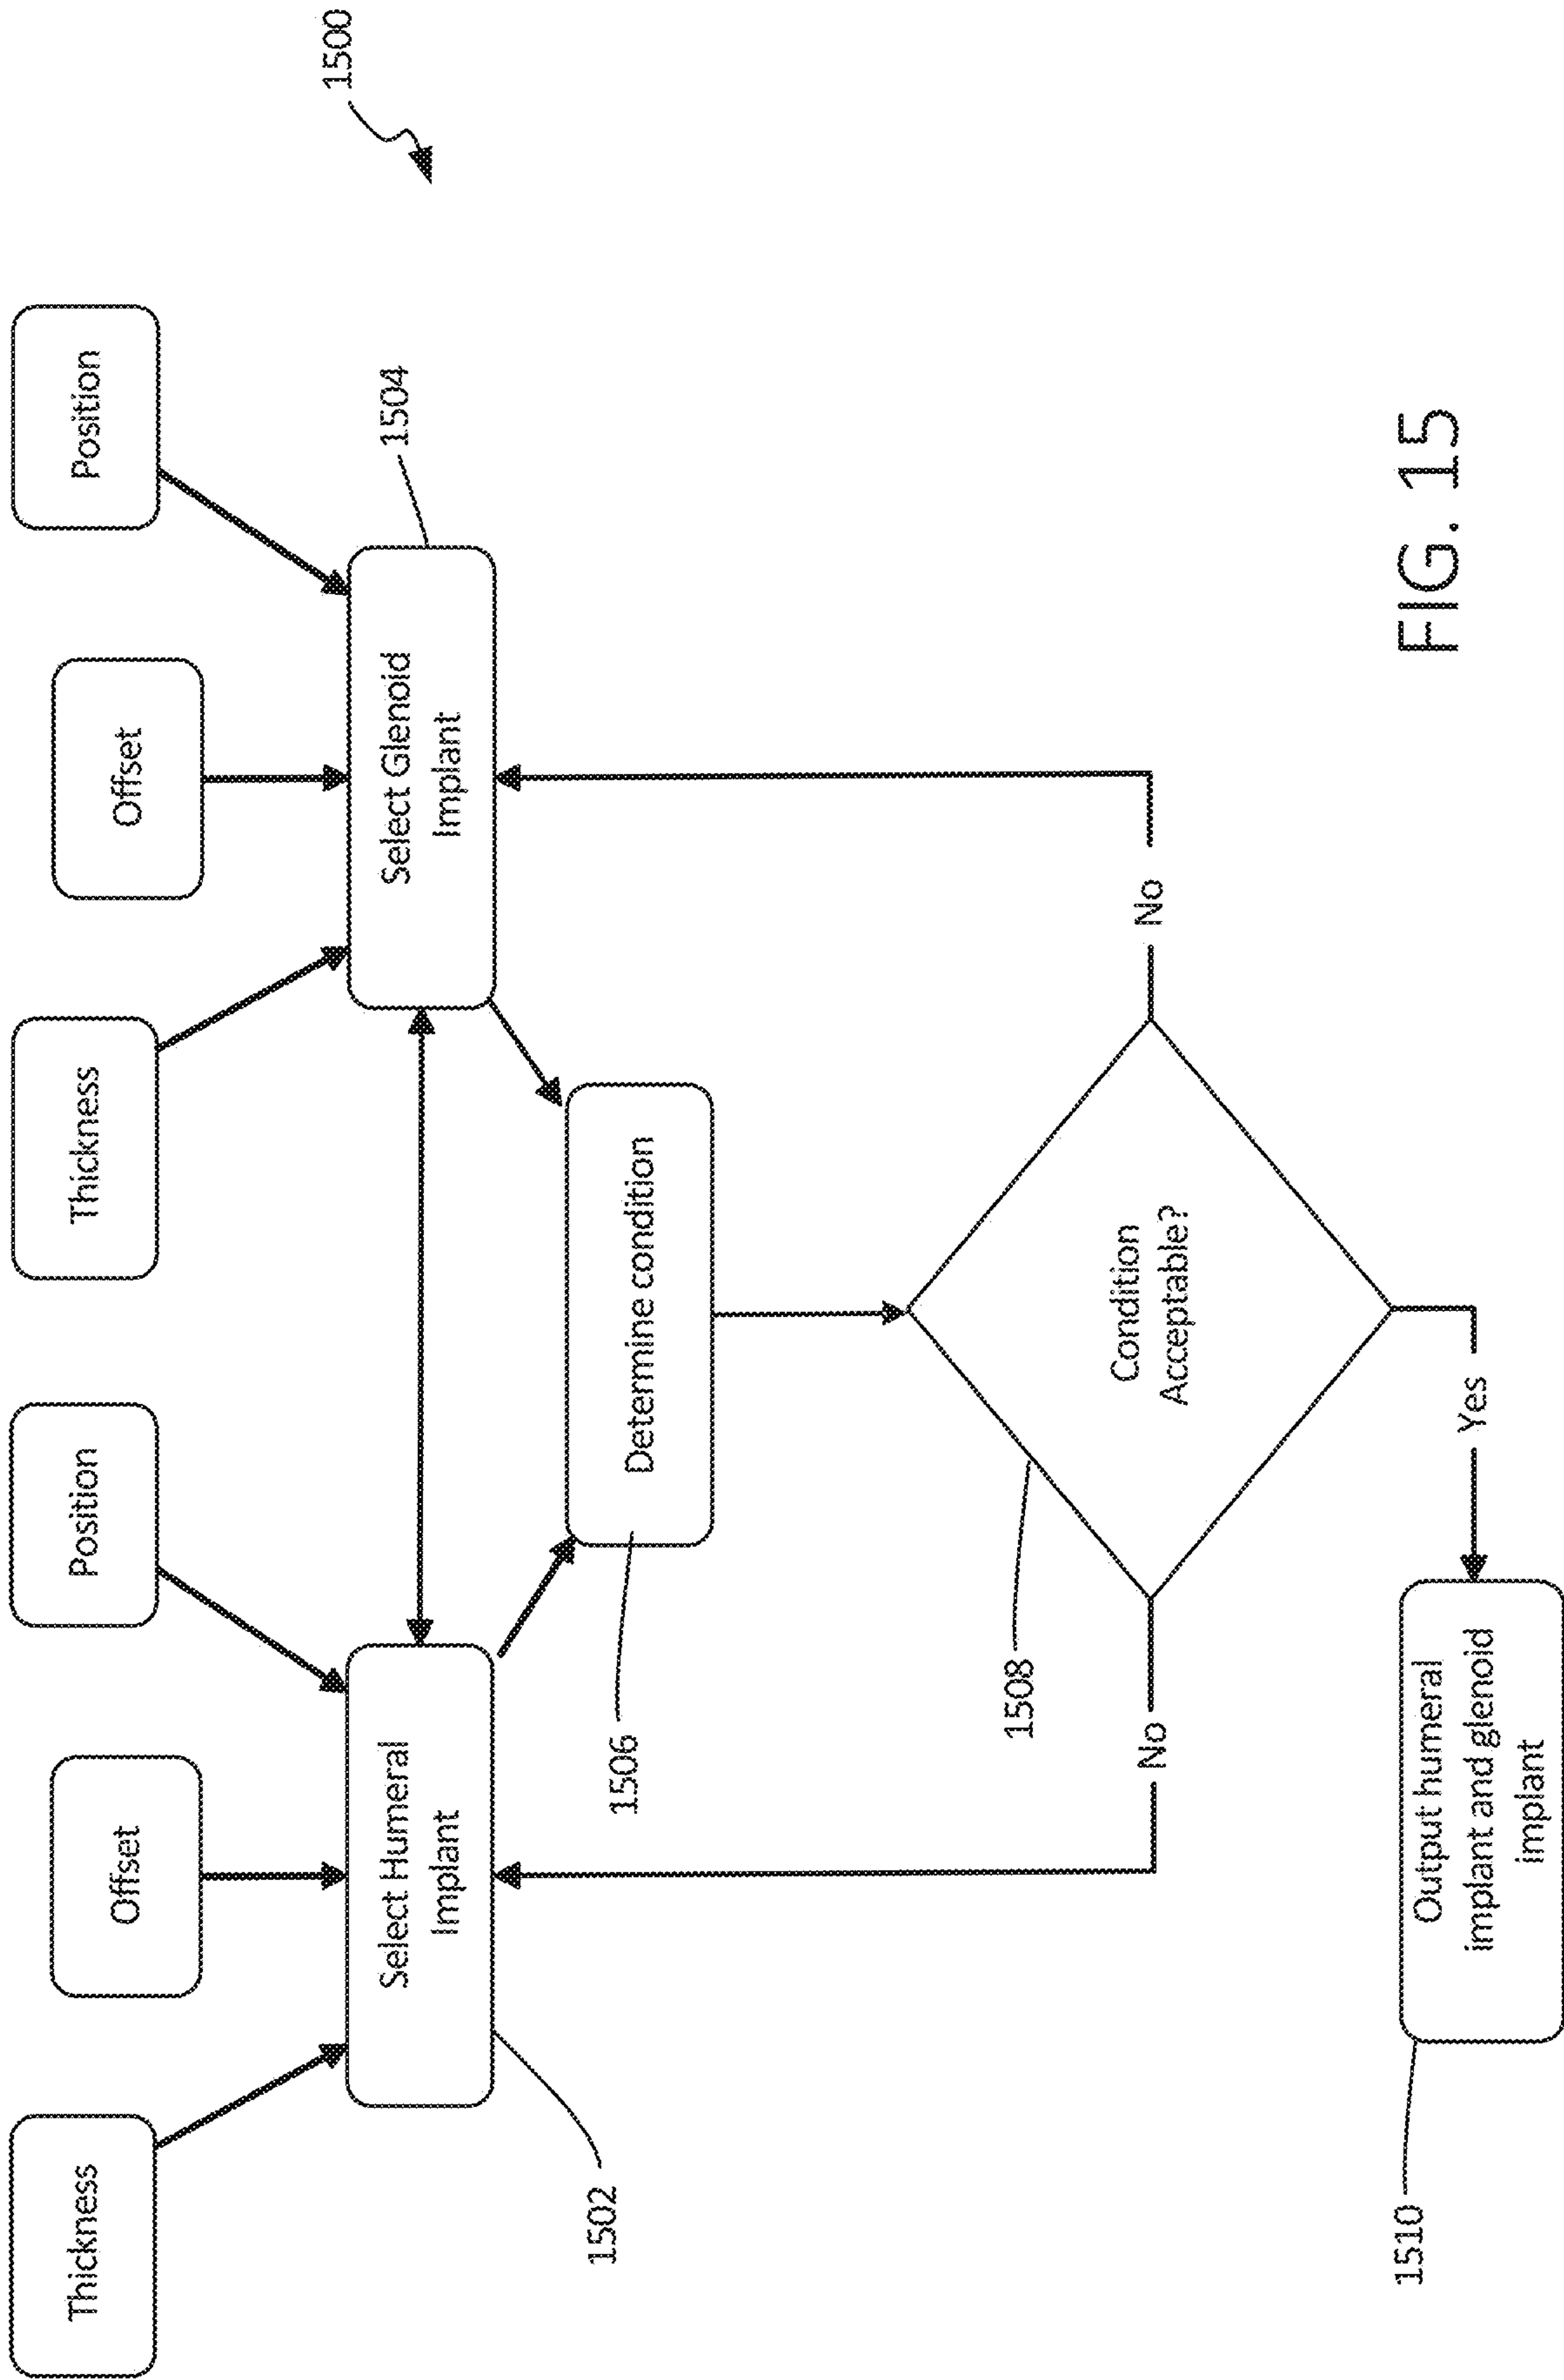 1500
Thickness
Offset
Position
Thickness
Offset
Position
Select Humeral
Implant
1502
Select Glenoid
Implant
1504
Determine condition
1506
Condition
Acceptable?
1508
No
No
Yes
Output humeral
implant and glenoid
implant
1510
FIG. 15